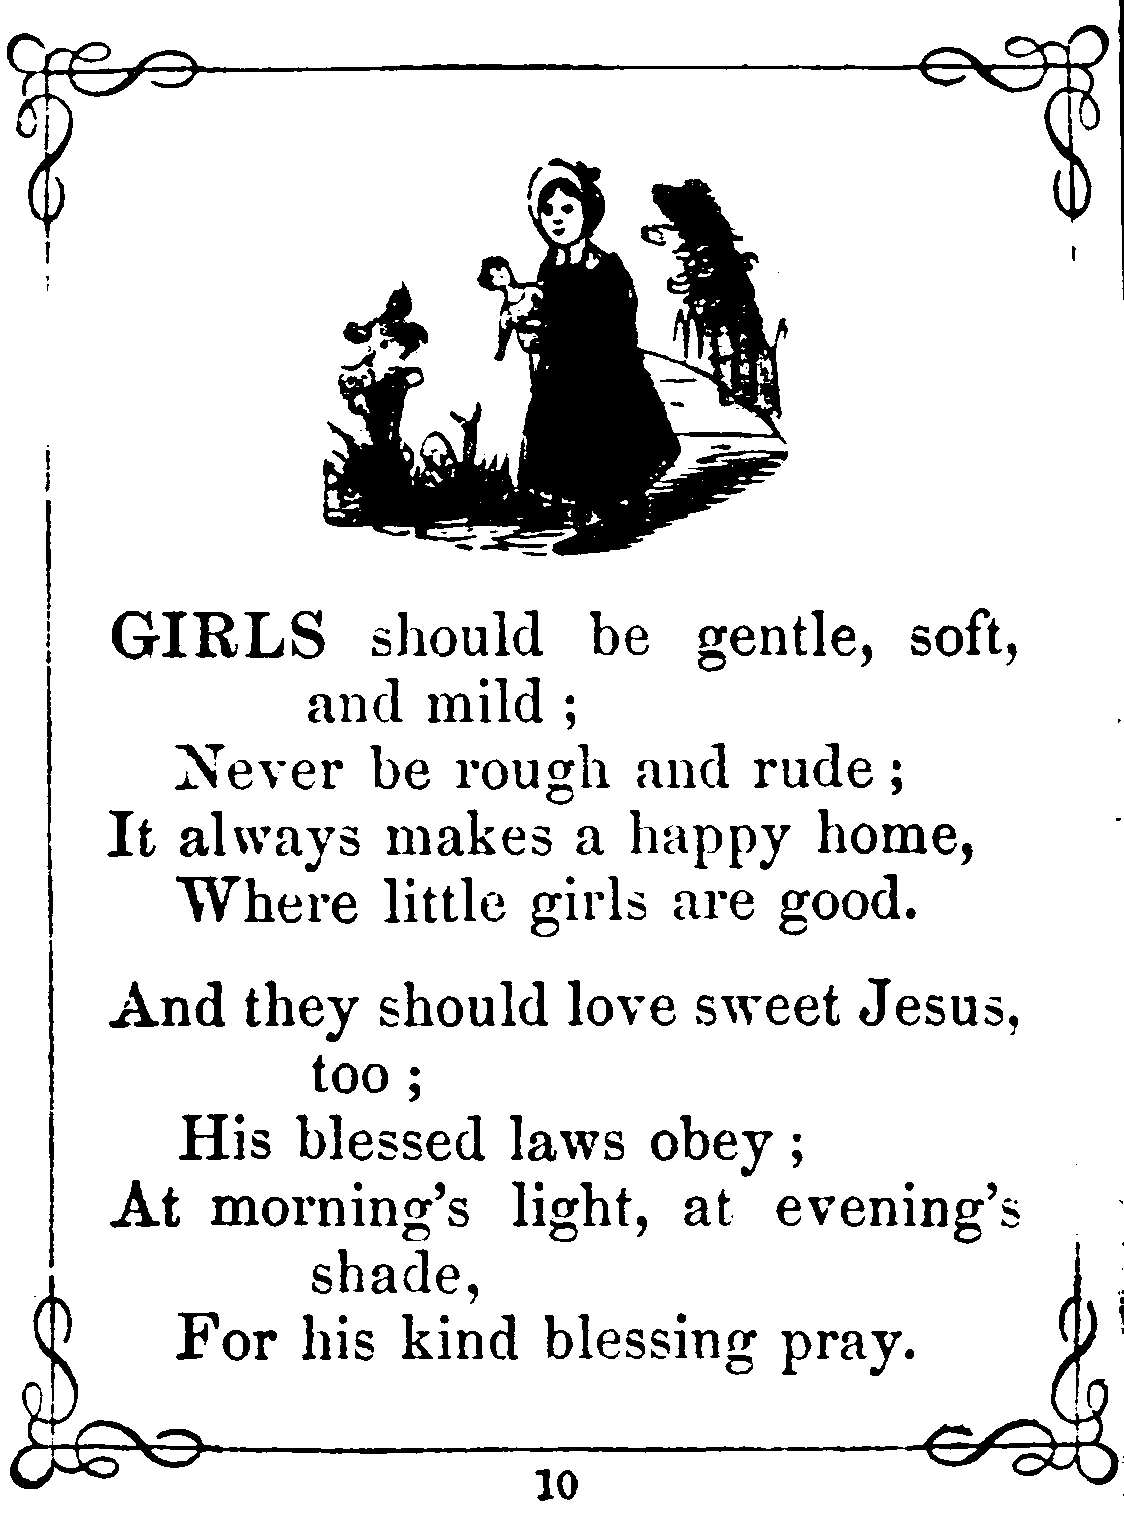 GIRLS should be gentle, soft,
and mild ;
Never be rough and rude ;
It always makes a happy home,
Where little girls are good.
And they should love sweet Jesus,
too ;
His blessed laws obey ;
At morning's light, at evening's
shade,
For his kind blessing pray.
10